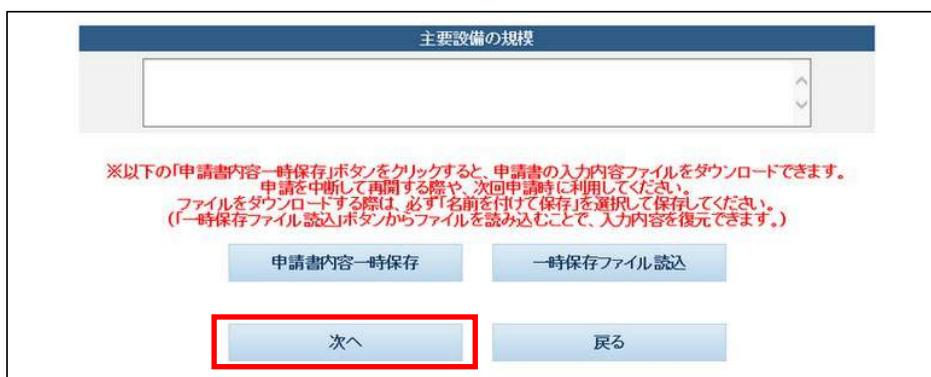 主要設備の規模
※以下の「申請書内容一時保存」ボタンをクリックすると、申請書の入力内容ファイルをダウンロードできます。
申請を中断して再開する際や、次回申請時に利用してください。
ファイルをダウンロードする際は、必ず「名前を付けて保存」を選択して保存してください。
(「一時保存ファイル読込」ボタンからファイルを読み込むことで、入力内容を復元できます。)
申請書内容一時保存 一時保存ファイル読込
次へ 戻る